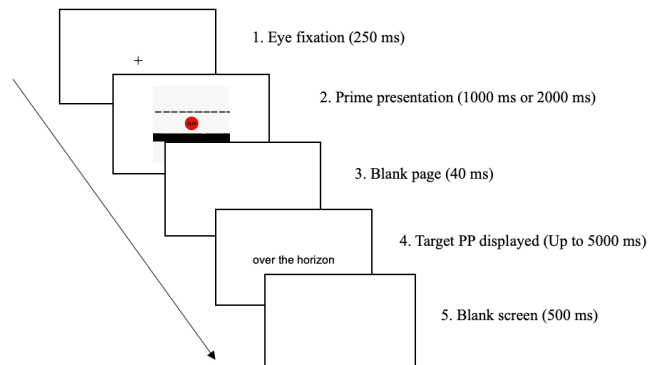 1. Eye fixation (250 ms)
+
2. Prime presentation (1000 ms or 2000 ms)
3. Blank page (40 ms)
4. Target PP displayed (Up to 5000 ms)
over the horizon
5. Blank screen (500 ms)